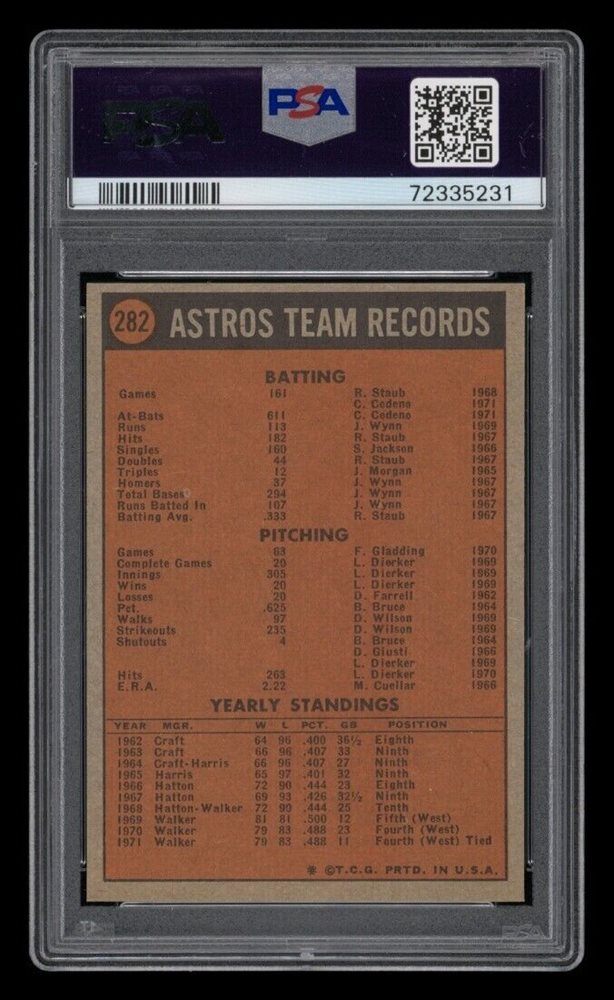 PSA PSA PSA
PSA
PSA
72335231
282 ASTROS TEAM RECORDS
BATTING
Games 161 R. Staub 1968
C. Cedeno 1971
At-Bats 611 C. Cedeno 1971
Runs 113 J. Wynn 1969
Hits 182 R. Staub 1967
Singles 160 S. Jackson 1966
Doubles 44 R. Staub 1967
Triples 12 J. Morgan 1965
Homers 37 J. Wynn 1967
Total Bases 294 J. Wynn 1967
Runs Batted In 107 J. Wynn 1967
Batting Avg. .333 R. Staub 1967
PITCHING
Games 63 F. Gladding 1970
Complete Games 20 L. Dierker 1969
Innings 305 L. Dierker 1969
Wins 20 L. Dierker 1969
Losses 20 D. Farrell 1962
Pct. .625 B. Bruce 1964
Walks 97 D. Wilson 1969
Strikeouts 235 D. Wilson 1969
Shutouts 4 B. Bruce 1964
D. Giusti 1966
L. Dierker 1969
Hits 263 L. Dierker 1970
E.R.A. 2.22 M. Cuellar 1966
YEARLY STANDINGS
YEAR MGR. W L PCT. GB POSITION
1962 Craft 64 96 .400 36½ Eighth
1963 Craft 66 96 .407 33 Ninth
1964 Craft-Harris 66 96 .407 27 Ninth
1965 Harris 65 97 .401 32 Ninth
1966 Hatton 72 90 .444 23 Eighth
1967 Hatton 69 93 .426 32½ Ninth
1968 Hatton-Walker 72 90 .444 25 Tenth
1969 Walker 81 81 .500 12 Fifth (West)
1970 Walker 79 83 .488 23 Fourth (West)
1971 Walker 79 83 .488 11 Fourth (West) Tied
* ©T.C.G. PRTD. IN U.S.A.
PSA